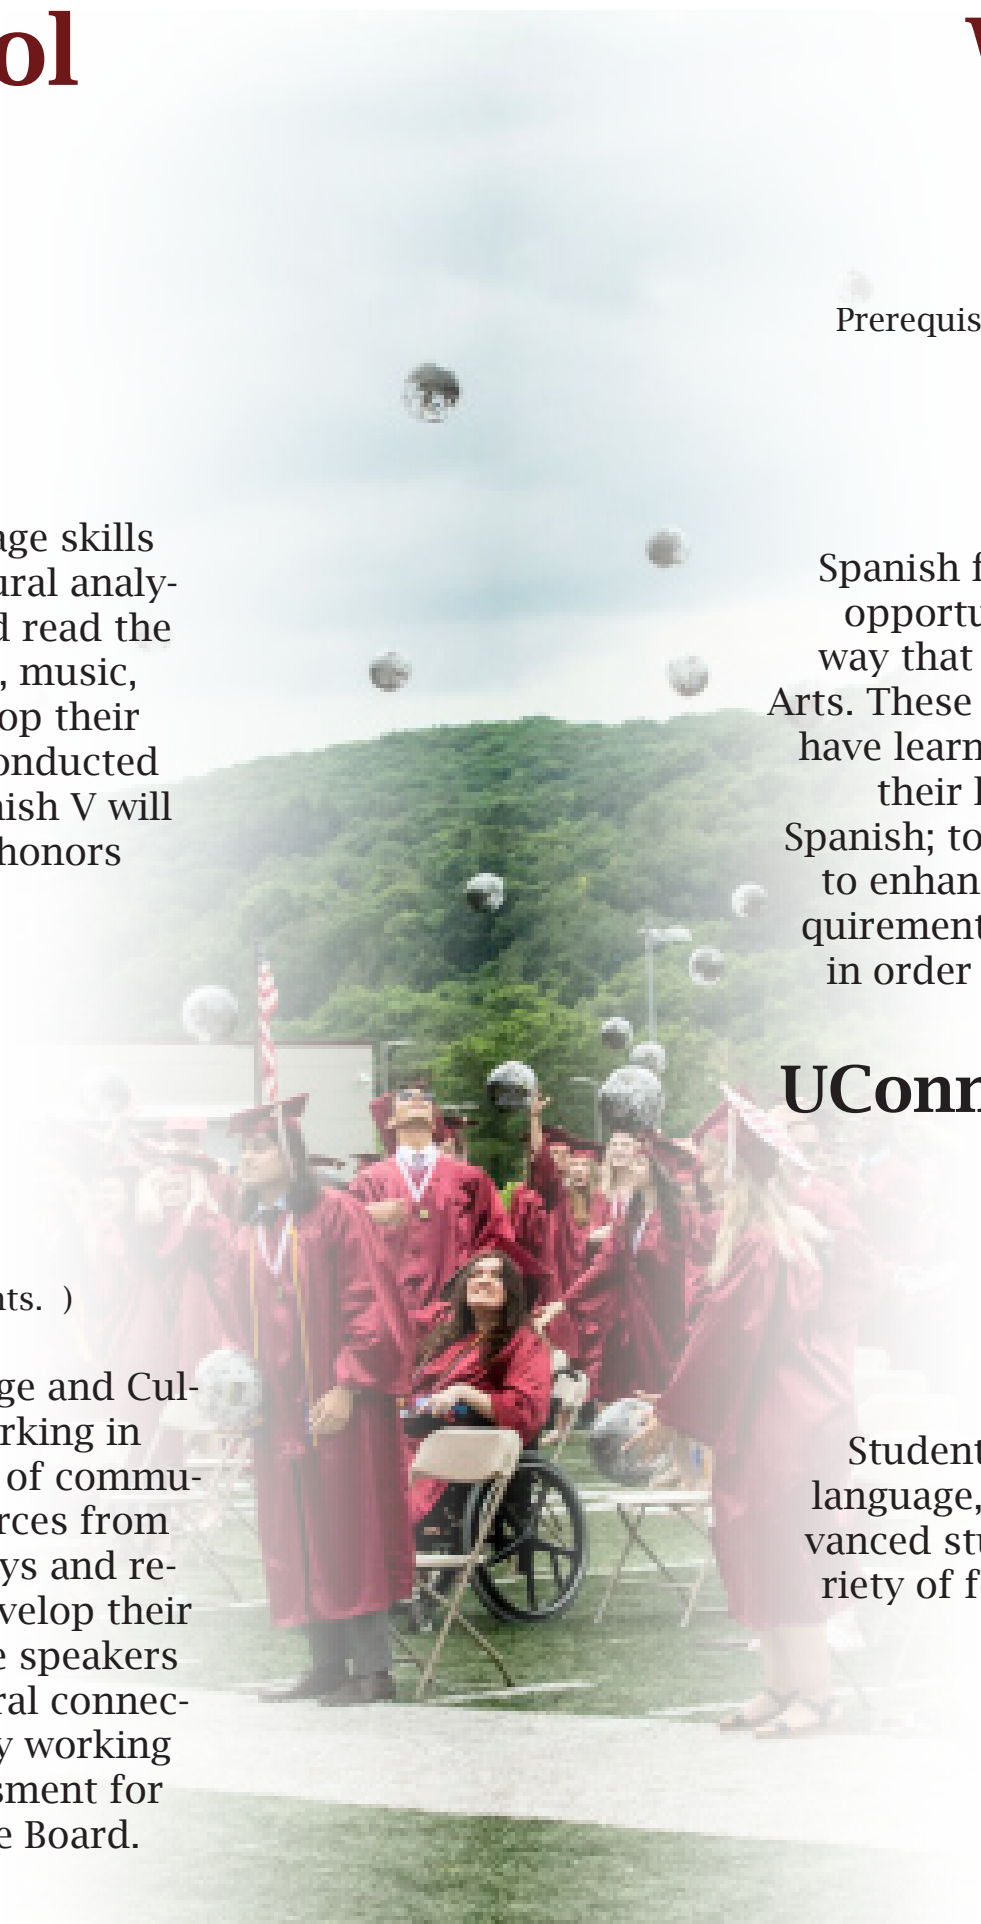 ol
age skills
ural analy-
d read the
, music,
op their
onducted
nish V will
honors
nts. )
ge and Cul-
rking in
of commu-
rces from
ys and re-
velop their
e speakers
ral connec-
y working
sment for
e Board.
Prerequis
Spanish f
opportu
way that
Arts. These
have learn
their l
Spanish; to
to enhan
quirement
in order
UConn
Student
language,
vanced stu
riety of f